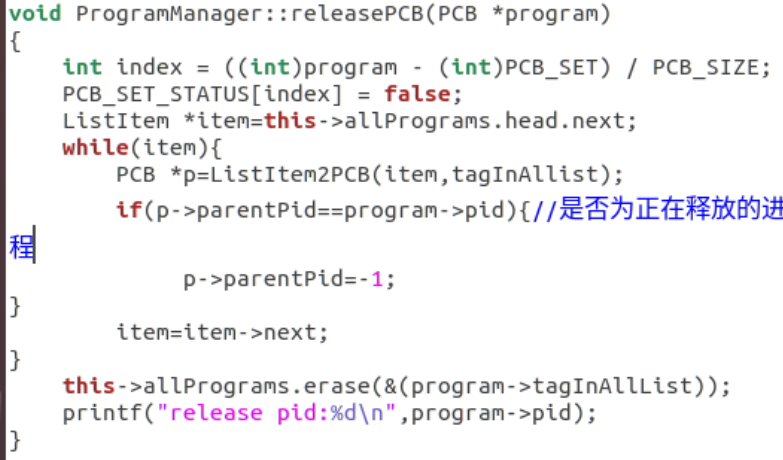 void ProgramManager::releasePCB(PCB *program)
{
    int index = ((int)program - (int)PCB_SET) / PCB_SIZE;
    PCB_SET_STATUS[index] = false;
    ListItem *item=this->allPrograms.head.next;
    while(item){
        PCB *p=ListItem2PCB(item,tagInAllist);
        if(p->parentPid==program->pid){//是否为正在释放的进
程
             p->parentPid=-1;
}
        item=item->next;
}
    this->allPrograms.erase(&(program->tagInAllList));
    printf("release pid:%d\n",program->pid);
}